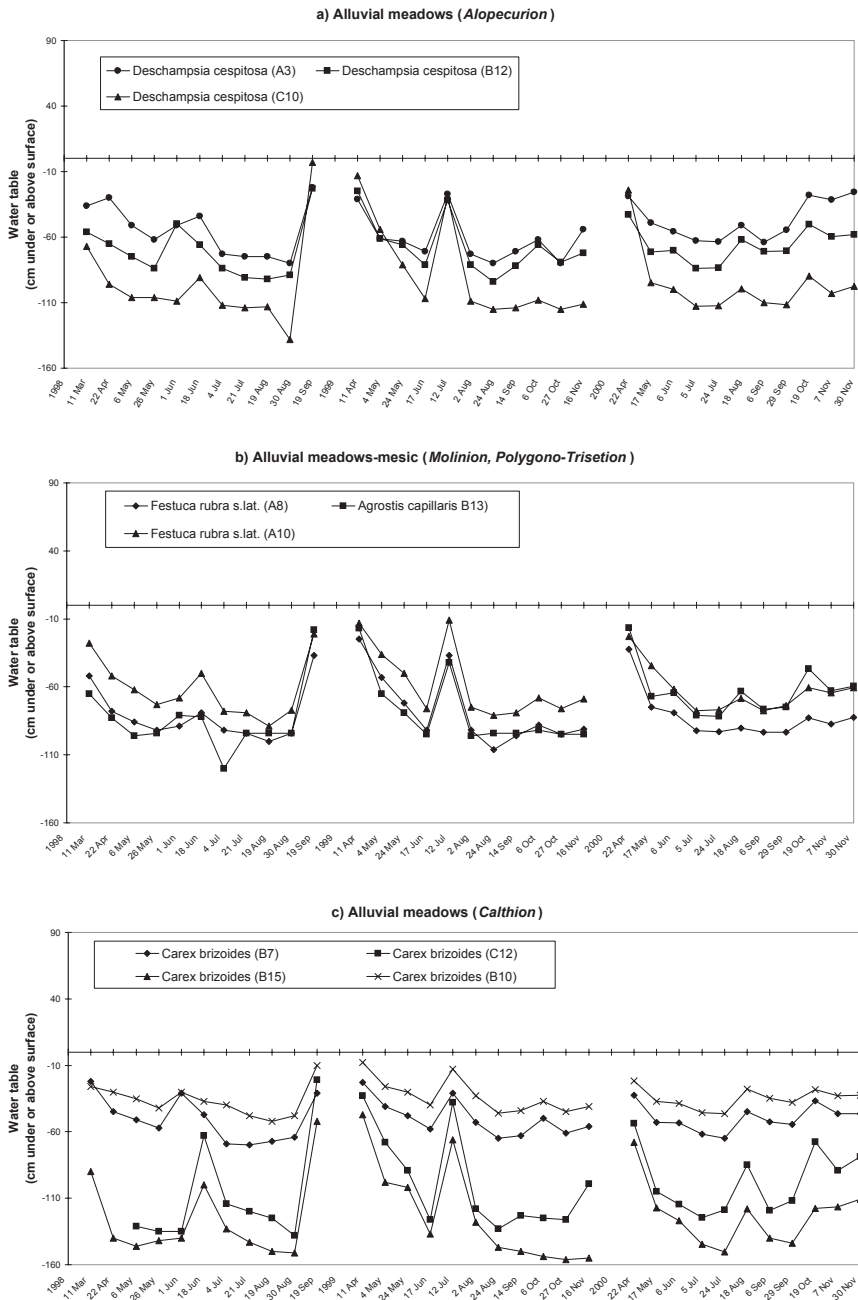 a) Alluvial meadows (Alopecurion)
90
40
-10
-60
-110
-160
Water table
(cm under or above surface)
Deschampsia cespitosa (A3)
Deschampsia cespitosa (B12)
Deschampsia cespitosa (C10)
1998
11 Mar
22 Apr
6 May
26 May
1 Jun
18 Jun
4 Jul
21 Jul
19 Aug
30 Aug
19 Sep
1999
11 Apr
4 May
24 May
17 Jun
12 Jul
2 Aug
24 Aug
14 Sep
6 Oct
27 Oct
16 Nov
2000
22 Apr
17 May
6 Jun
5 Jul
24 Jul
18 Aug
6 Sep
29 Sep
19 Oct
7 Nov
30 Nov
b) Alluvial meadows-mesic (Molinion, Polygono-Trisetion)
90
40
-10
-60
-110
-160
Water table
(cm under or above surface)
Festuca rubra s.lat. (A8)
Agrostis capillaris B13)
Festuca rubra s.lat. (A10)
1998
11 Mar
22 Apr
6 May
26 May
1 Jun
18 Jun
4 Jul
21 Jul
19 Aug
30 Aug
19 Sep
1999
11 Apr
4 May
24 May
17 Jun
12 Jul
2 Aug
24 Aug
14 Sep
6 Oct
27 Oct
16 Nov
2000
22 Apr
17 May
6 Jun
5 Jul
24 Jul
18 Aug
6 Sep
29 Sep
19 Oct
7 Nov
30 Nov
c) Alluvial meadows (Calthion)
90
40
-10
-60
-110
-160
Water table
(cm under or above surface)
Carex brizoides (B7)
Carex brizoides (C12)
Carex brizoides (B15)
Carex brizoides (B10)
1998
11 Mar
22 Apr
6 May
26 May
1 Jun
18 Jun
4 Jul
21 Jul
19 Aug
30 Aug
19 Sep
1999
11 Apr
4 May
24 May
17 Jun
12 Jul
2 Aug
24 Aug
14 Sep
6 Oct
27 Oct
16 Nov
2000
22 Apr
17 May
6 Jun
5 Jul
24 Jul
18 Aug
6 Sep
29 Sep
19 Oct
7 Nov
30 Nov